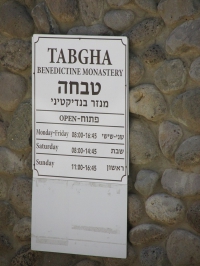 TABGHA
BENEDICTINE MONASTERY
טבחה
מנזר בנדיקטיני
OPEN-פתוח
Monday-Friday 08:00-16:45 שני-שישי
Saturday 08:00-14:45 שבת
Sunday 11:00-16:45 ראשון